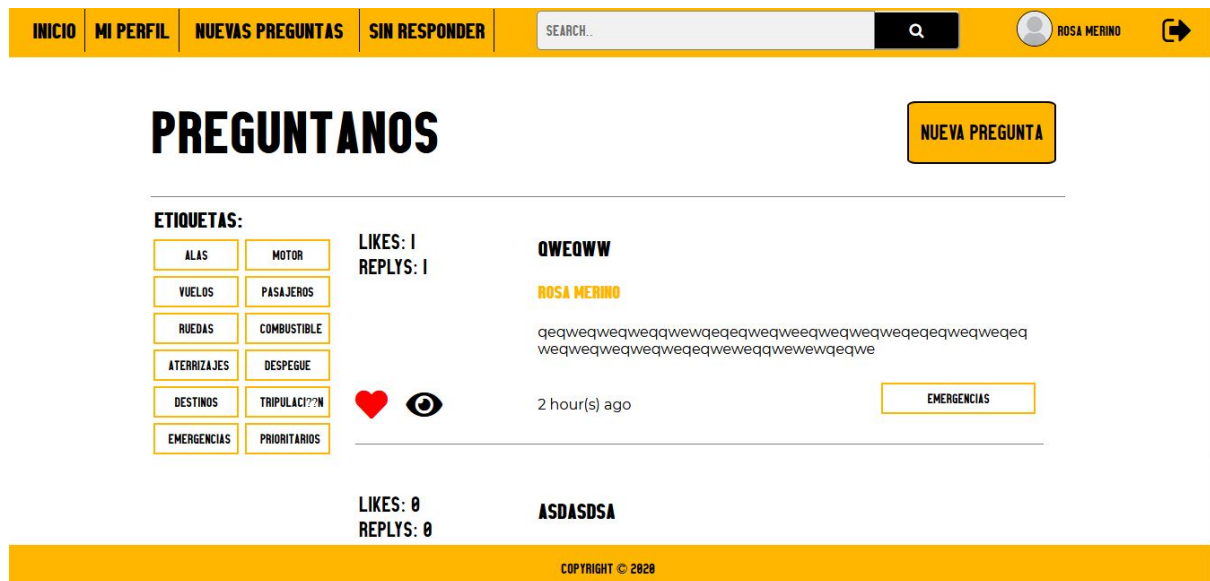 INICIO
MI PERFIL
NUEVAS PREGUNTAS
SIN RESPONDER
SEARCH..
ROSA MERINO
PREGUNTANOS
NUEVA PREGUNTA
ETIQUETAS:
ALAS
MOTOR
VUELOS
PASAJEROS
RUEDAS
COMBUSTIBLE
ATERRIZAJES
DESPEGUE
DESTINOS
TRIPULACI??N
EMERGENCIAS
PRIORITARIOS
LIKES: 1
REPLYS: 1
QWEQWW
ROSA MERINO
qeqweqweqweqqwewqeqeqweqweeqweqweqweqeqeqweqweqeq
weqweqweqweqweqeqweweqqwewewqeqwe
2 hour(s) ago
EMERGENCIAS
LIKES: 0
REPLYS: 0
ASDASDSA
COPYRIGHT © 2020